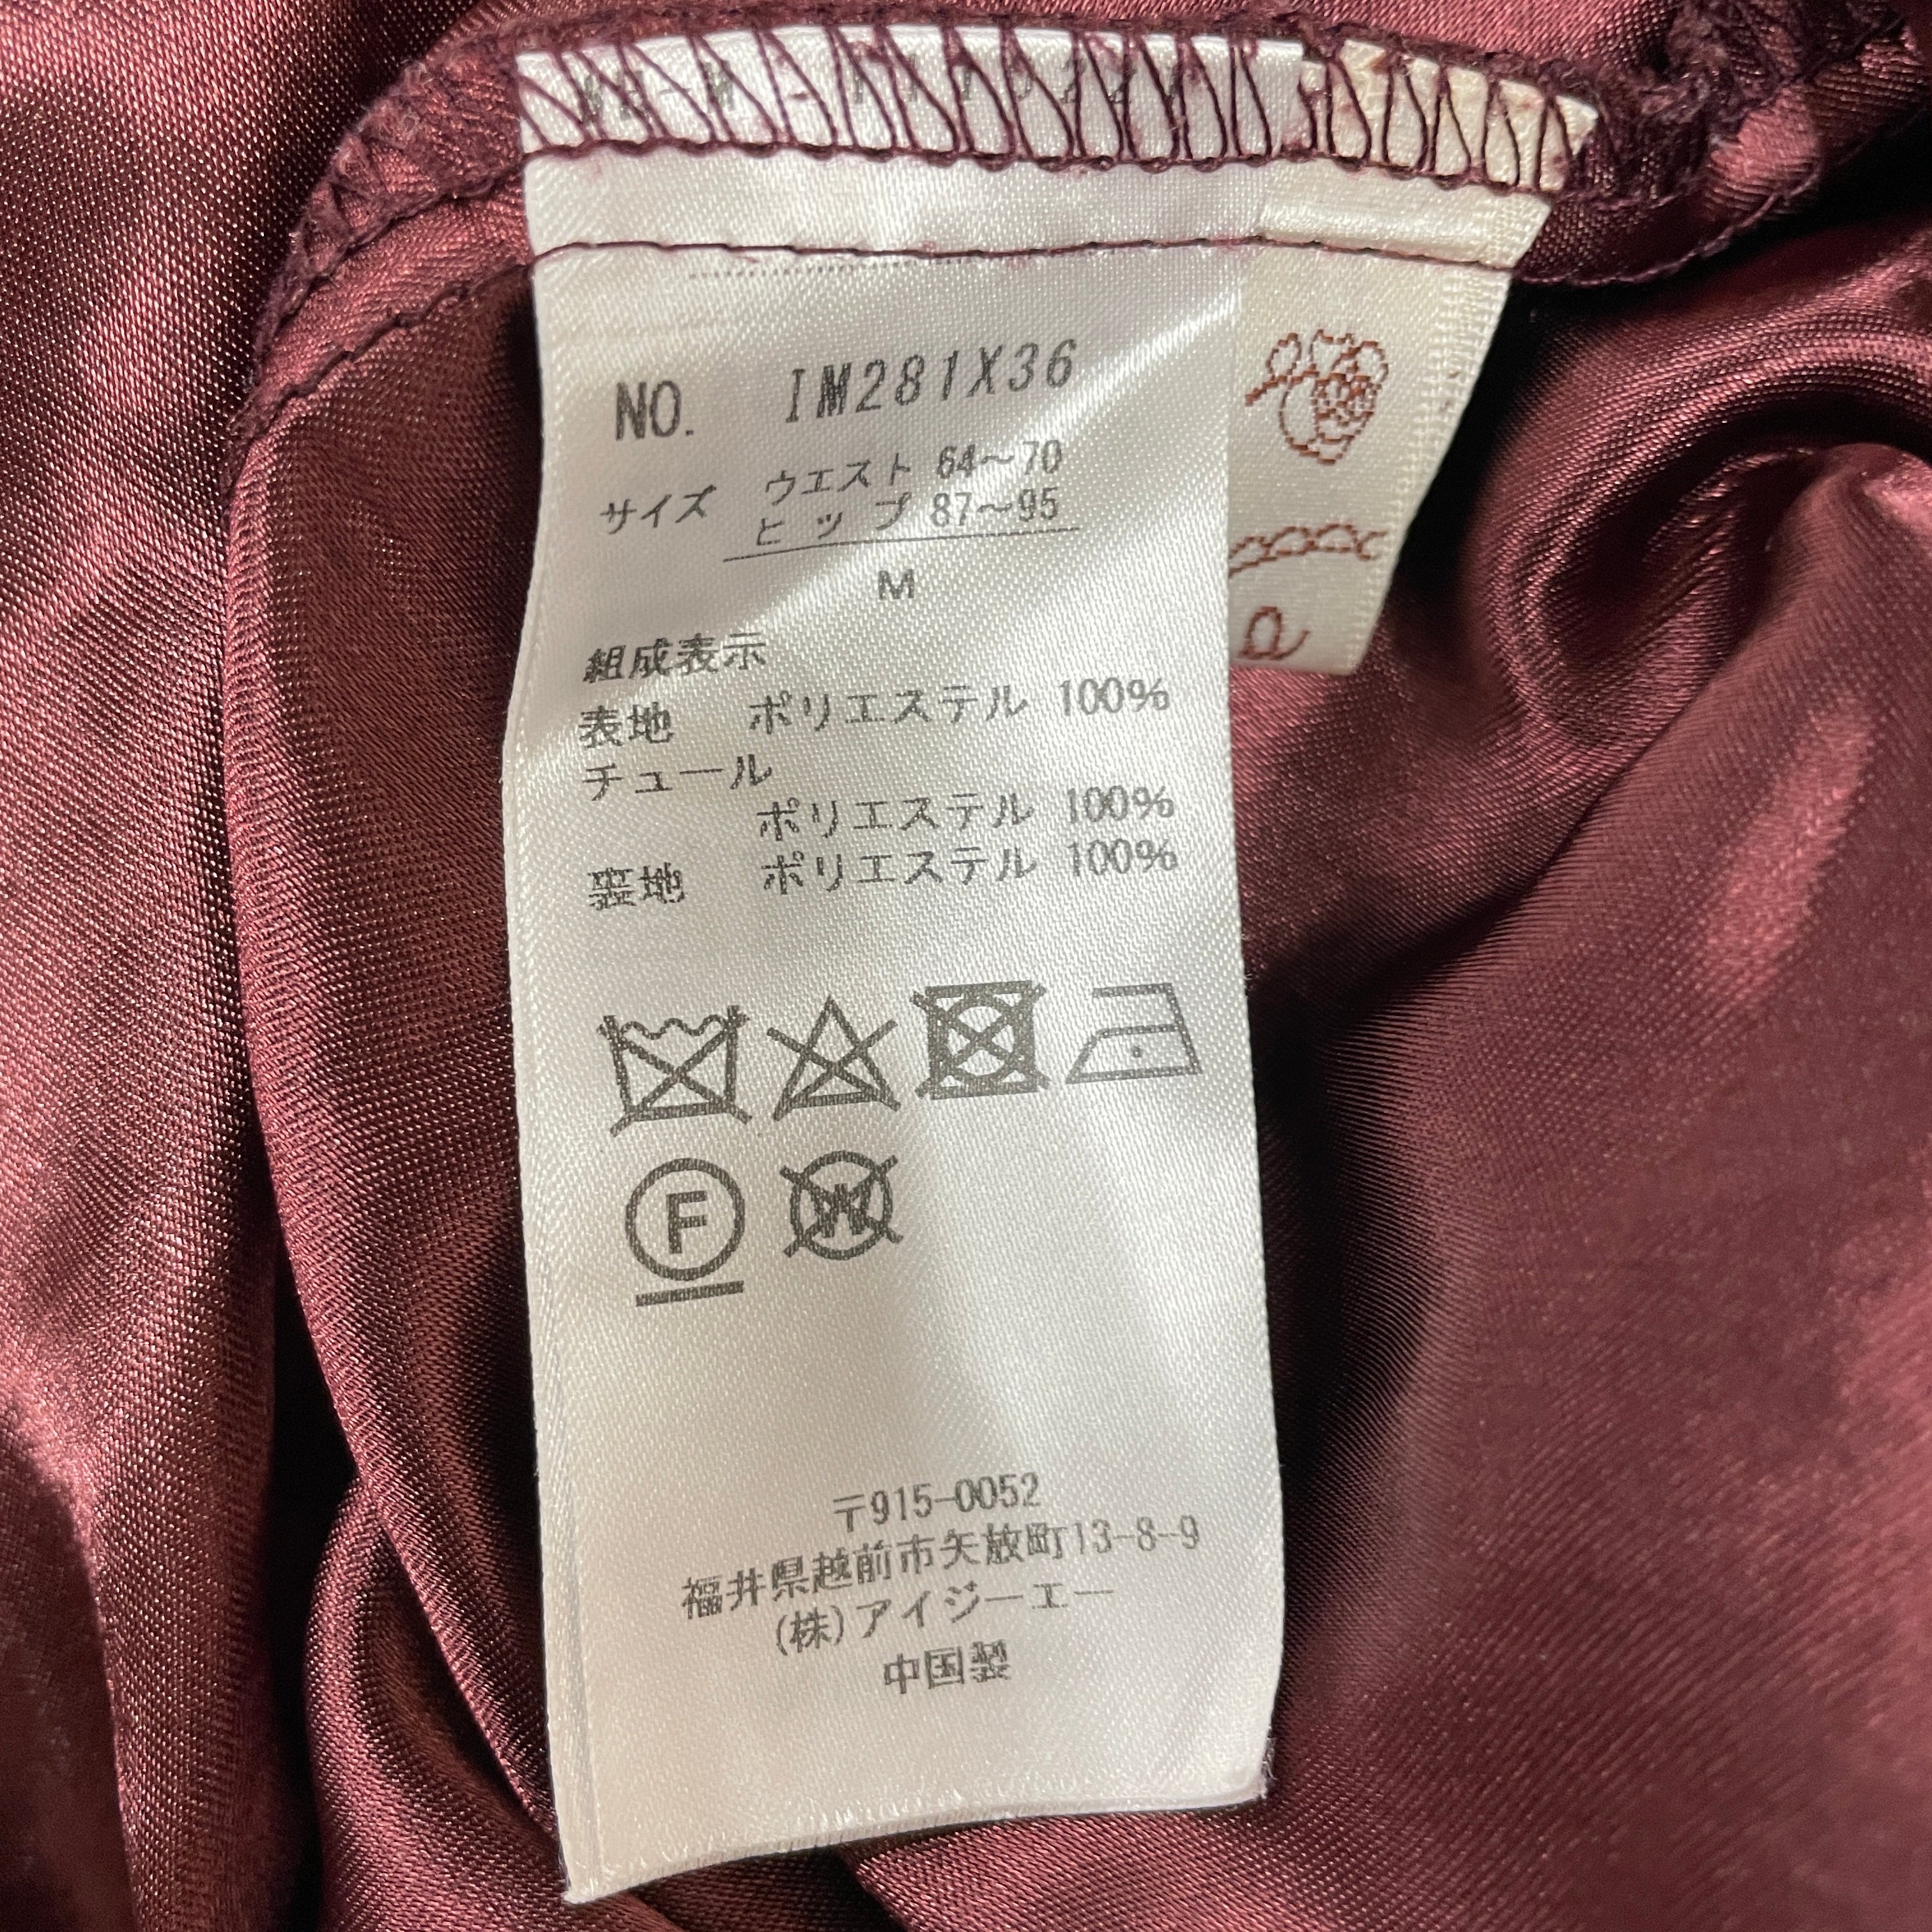 NO. IM281X36
サイズ ウエスト 64～70
ヒップ 87～95
M
組成表示
表地 ポリエステル 100%
チュール
ポリエステル 100%
裏地 ポリエステル 100%
F
W
〒915-0052
福井県越前市矢放町13-8-9
(株)アイジーエー
中国製
e